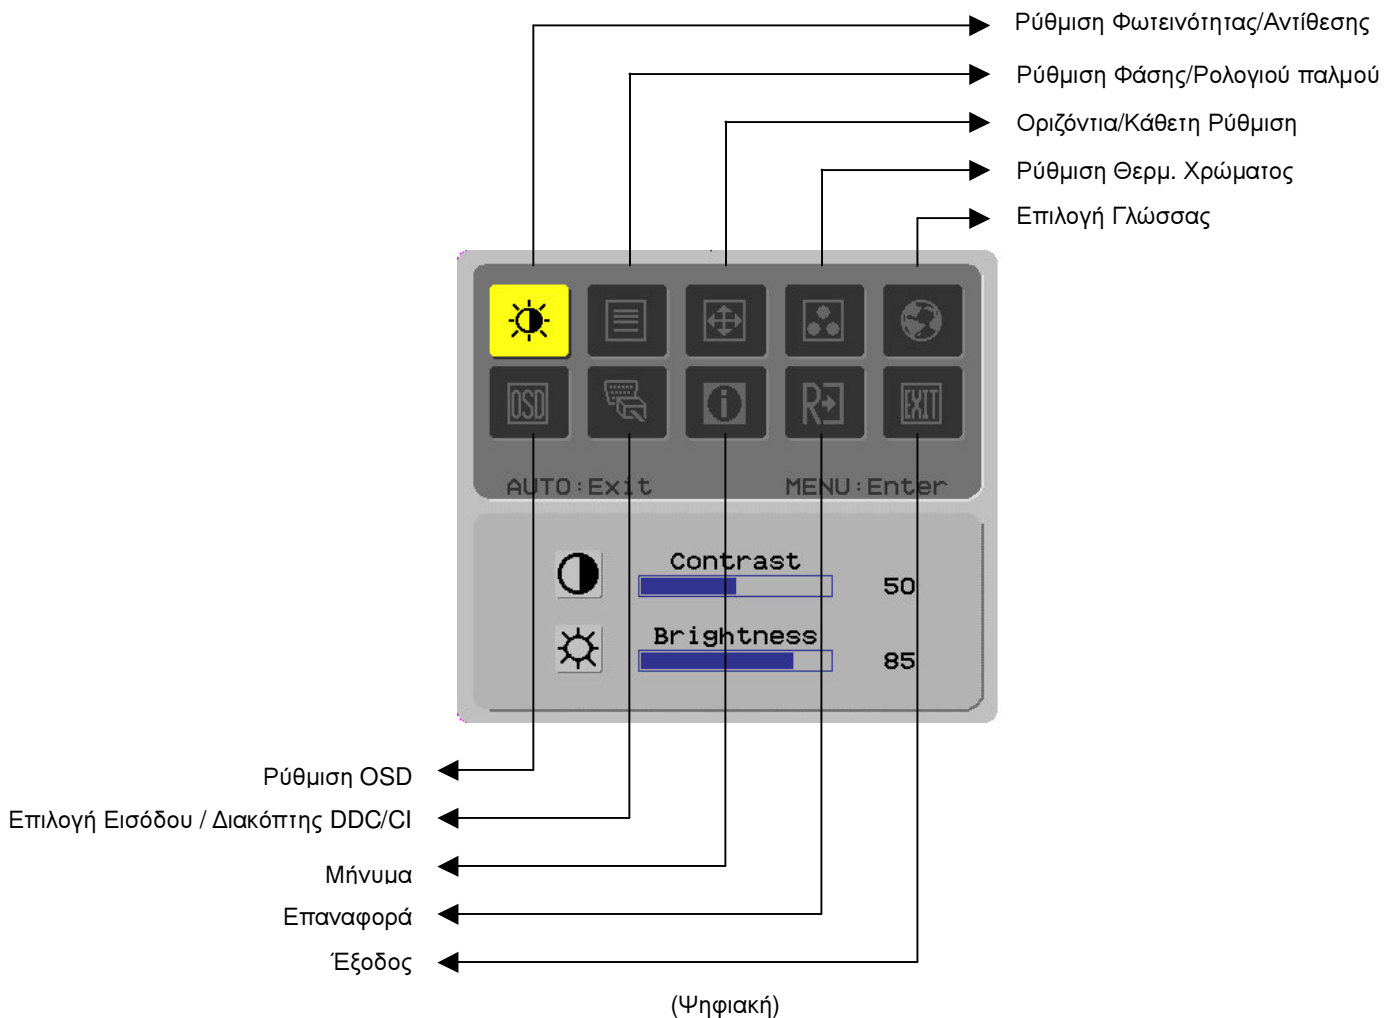 Ρύθμιση Φωτεινότητας/Αντίθεσης
Ρύθμιση Φάσης/Ρολογιού παλμού
Οριζόντια/Κάθετη Ρύθμιση
Ρύθμιση Θερμ. Χρώματος
Επιλογή Γλώσσας
OSD
R
EXIT
AUTO:Exit MENU:Enter
Contrast
50
Brightness
85
Ρύθμιση OSD
Επιλογή Εισόδου / Διακόπτης DDC/CI
Μήνυμα
Επαναφορά
Έξοδος
(Ψηφιακή)